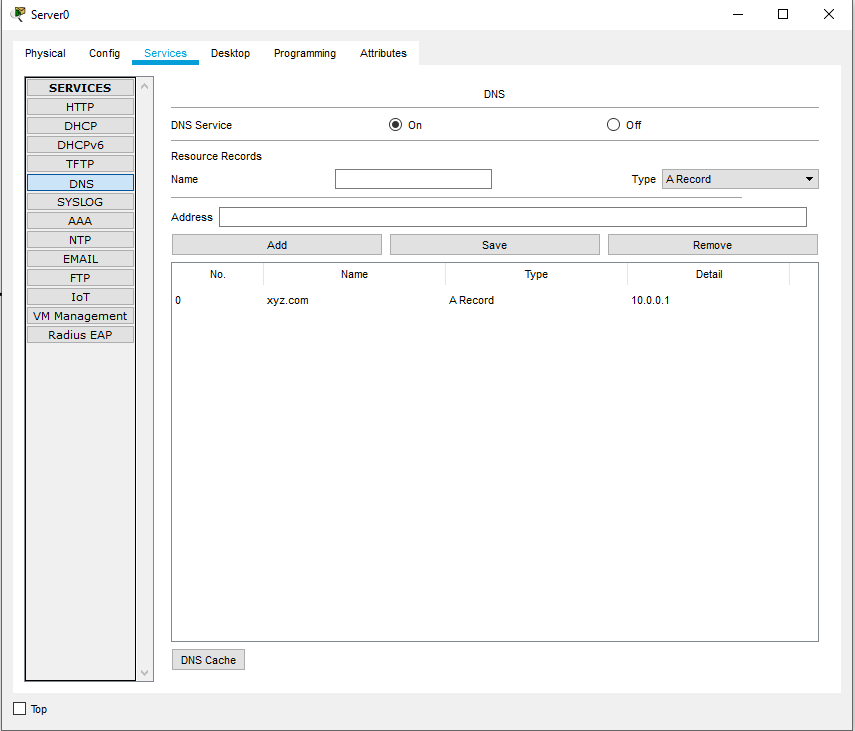 Server0
Physical Config Services Desktop Programming Attributes
SERVICES
HTTP
DHCP
DHCPv6
TFTP
DNS
SYSLOG
AAA
NTP
EMAIL
FTP
IoT
VM Management
Radius EAP
DNS
DNS Service On Off
Resource Records
Name Type A Record
Address
Add Save Remove
No. Name Type Detail
0 xyz.com A Record 10.0.0.1
DNS Cache
Top